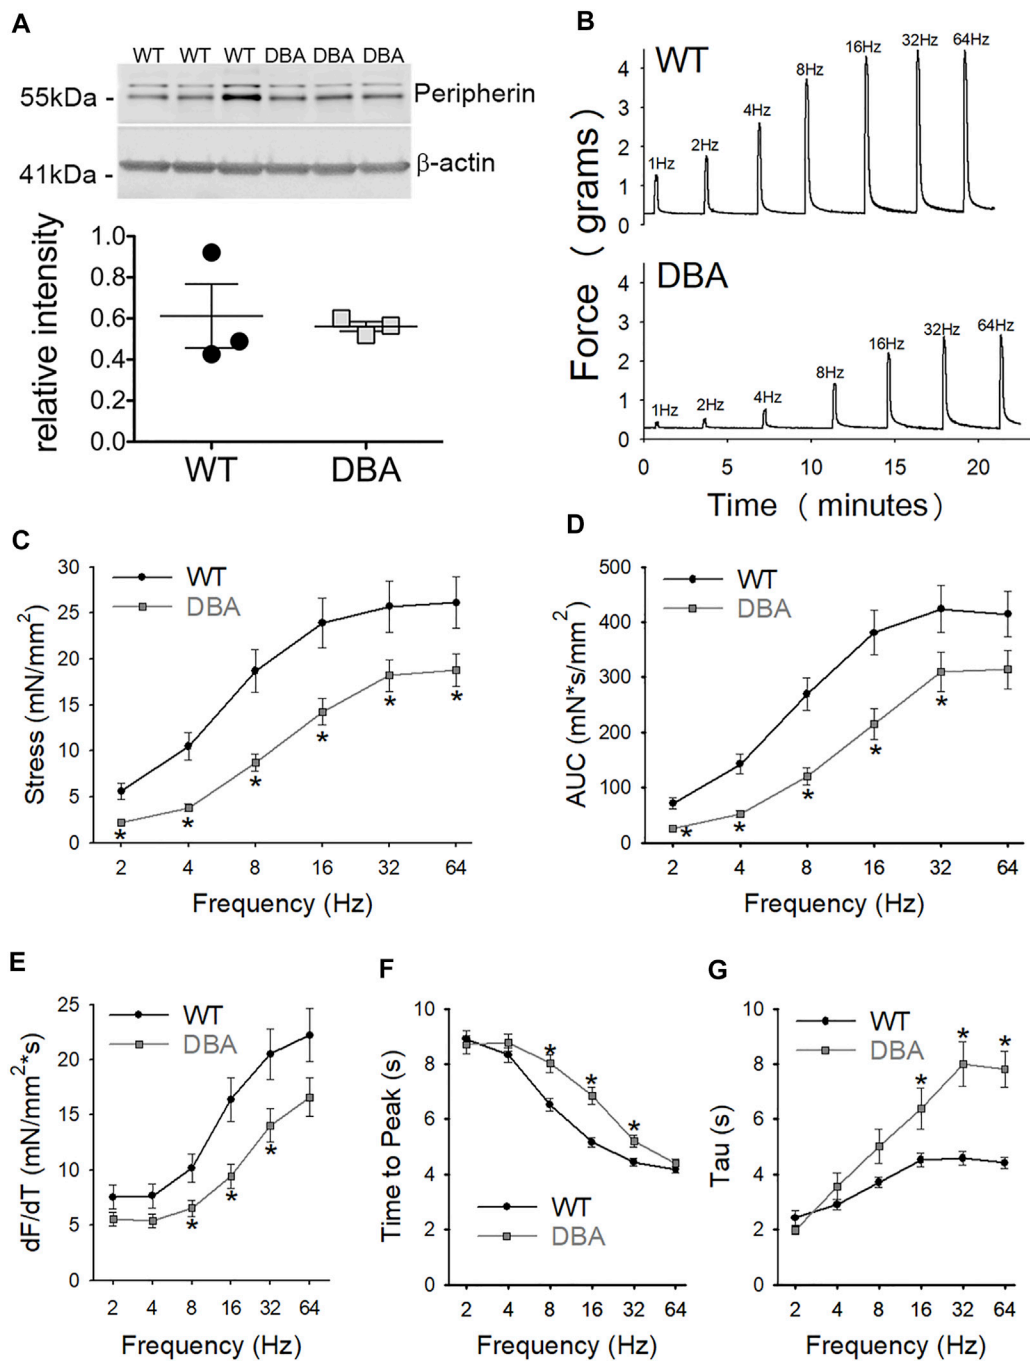 A
WT WT WT DBA DBA DBA
55kDa -
Peripherin
41kDa -
β-actin
relative intensity
1.0
0.8
0.6
0.4
0.2
0.0
WT DBA
B
WT
1Hz 2Hz 4Hz 8Hz 16Hz 32Hz 64Hz
4
3
2
1
0
DBA
1Hz 2Hz 4Hz 8Hz 16Hz 32Hz 64Hz
4
3
2
1
0
Force ( grams)
0 5 10 15 20
Time ( minutes)
C
WT
DBA
Stress (mN/mm²)
30
25
20
15
10
5
0
* * * * * *
2 4 8 16 32 64
Frequency (Hz)
D
WT
DBA
AUC (mN*s/mm²)
500
400
300
200
100
0
* * * * *
2 4 8 16 32 64
Frequency (Hz)
E
WT
DBA
dF/dT (mN/mm²*s)
25
20
15
10
5
0
* * *
2 4 8 16 32 64
Frequency (Hz)
F
Time to Peak (s)
10
8
6
4
2
0
* * *
WT
DBA
2 4 8 16 32 64
Frequency (Hz)
G
WT
DBA
Tau (s)
10
8
6
4
2
0
* * *
2 4 8 16 32 64
Frequency (Hz)